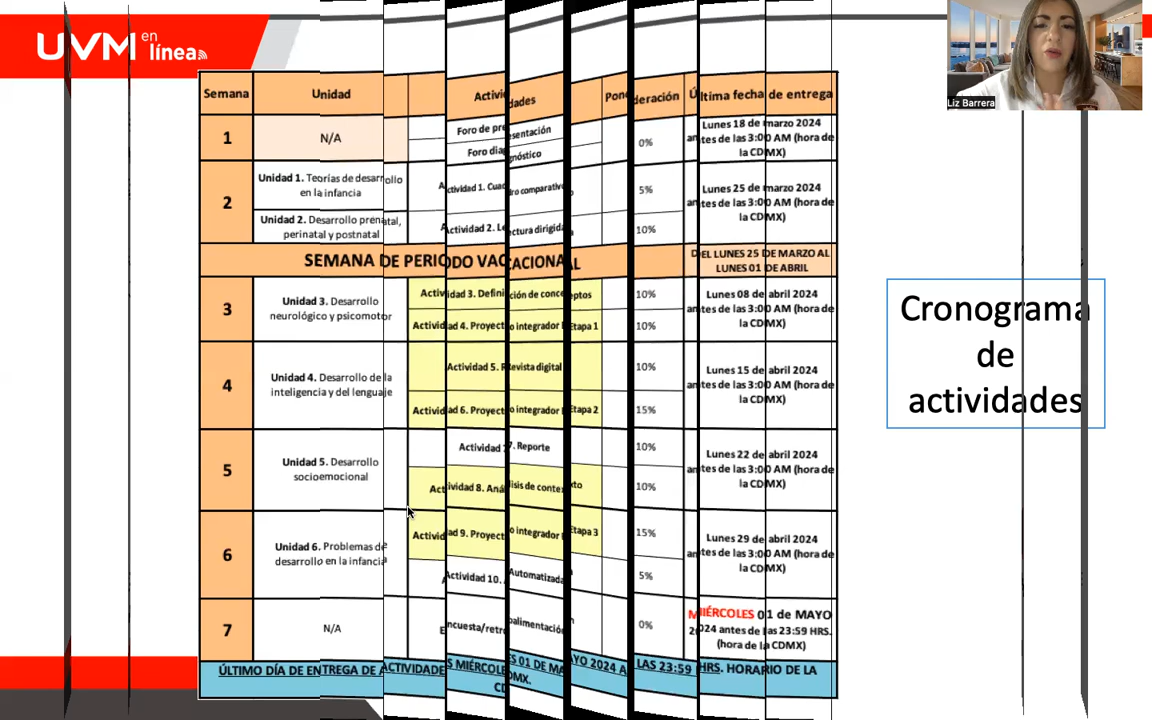 UVM en línea
Liz Barrera
Semana Unidad Actividades Ponderación Última fecha de entrega
1 N/A Foro de presentación 0% Lunes 18 de marzo 2024
Foro diagnóstico antes de las 3:00 AM (hora de
la CDMX)
2 Unidad 1. Teorías de desarrollo
en la infancia
Actividad 1. Cuadro comparativo 5%
Unidad 2. Desarrollo prenatal,
perinatal y postnatal
Actividad 2. Lectura dirigida 10%
Lunes 25 de marzo 2024
antes de las 3:00 AM (hora de
la CDMX)
SEMANA DE PERIODO VACACIONAL
DEL LUNES 25 DE MARZO AL
LUNES 01 DE ABRIL
3 Unidad 3. Desarrollo
neurológico y psicomotor
Actividad 3. Definición de conceptos 10%
Actividad 4. Proyecto integrador Etapa 1 10%
Lunes 08 de abril 2024
antes de las 3:00 AM (hora de
la CDMX)
4 Unidad 4. Desarrollo de la
inteligencia y del lenguaje
Actividad 5. Revista digital 10%
Actividad 6. Proyecto integrador Etapa 2 15%
Lunes 15 de abril 2024
antes de las 3:00 AM (hora de
la CDMX)
5 Unidad 5. Desarrollo
socioemocional
Actividad 7. Reporte 10%
Actividad 8. Análisis de contexto 10%
Lunes 22 de abril 2024
antes de las 3:00 AM (hora de
la CDMX)
6 Unidad 6. Problemas de
desarrollo en la infancia
Actividad 9. Proyecto integrador Etapa 3 15%
Actividad 10. Automatizada 5%
Lunes 29 de abril 2024
antes de las 3:00 AM (hora de
la CDMX)
7 N/A Encuesta/retroalimentación 0%
MIÉRCOLES 01 de MAYO
2024 antes de las 23:59 HRS.
(hora de la CDMX)
ÚLTIMO DÍA DE ENTREGA DE ACTIVIDADES MIÉRCOLES 01 DE MAYO 2024 A LAS 23:59 HRS. HORARIO DE LA
CDMX.
Cronograma
de
actividades